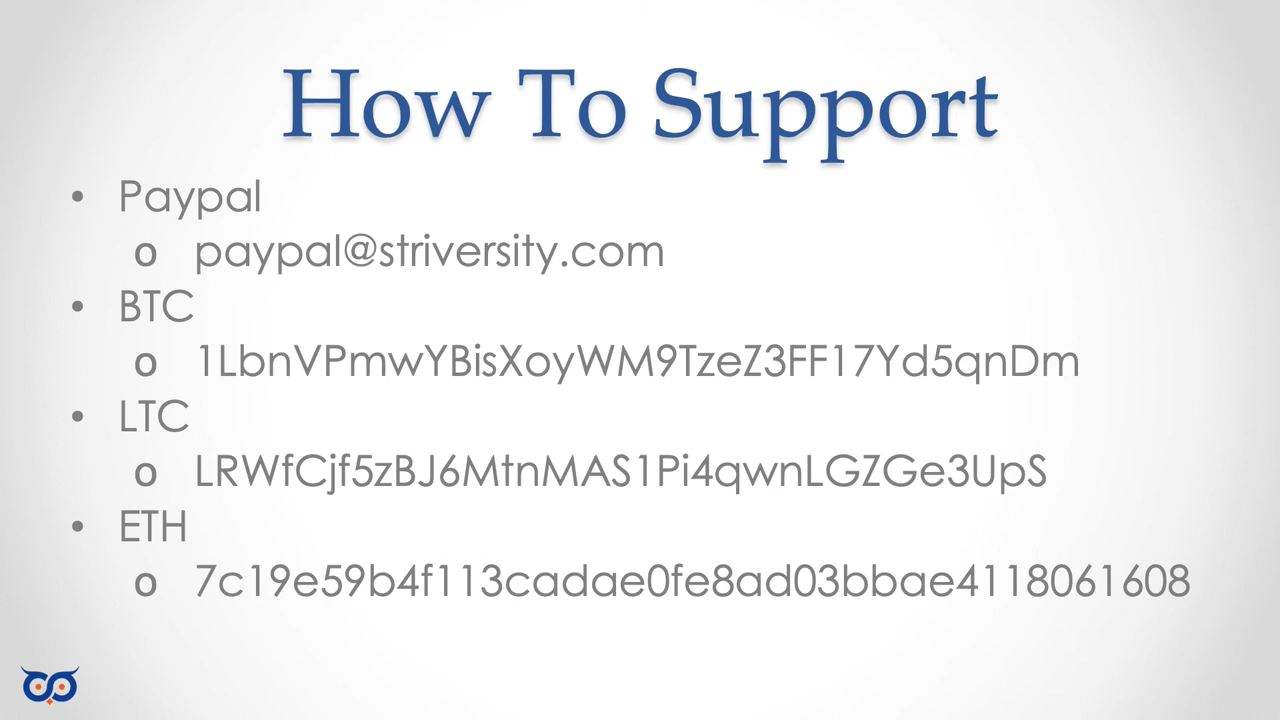 How To Support
• Paypal
o paypal@striversity.com
• BTC
o 1LbnVPmwYBisXoyWM9TzeZ3FF17Yd5qnDm
• LTC
o LRWfCjf5zBJ6MtnMAS1Pi4qwnLGZGe3UpS
• ETH
o 7c19e59b4f113cadae0fe8ad03bbae4118061608